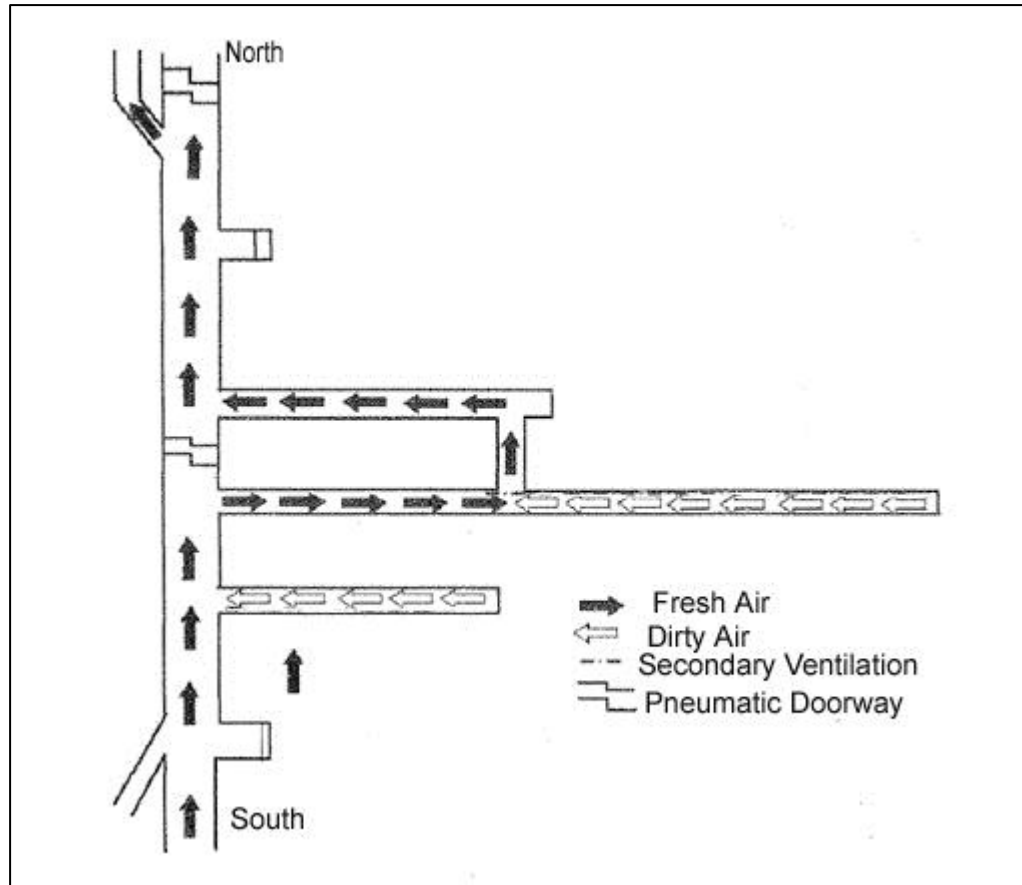 North
South
Fresh Air
Dirty Air
Secondary Ventilation
Pneumatic Doorway